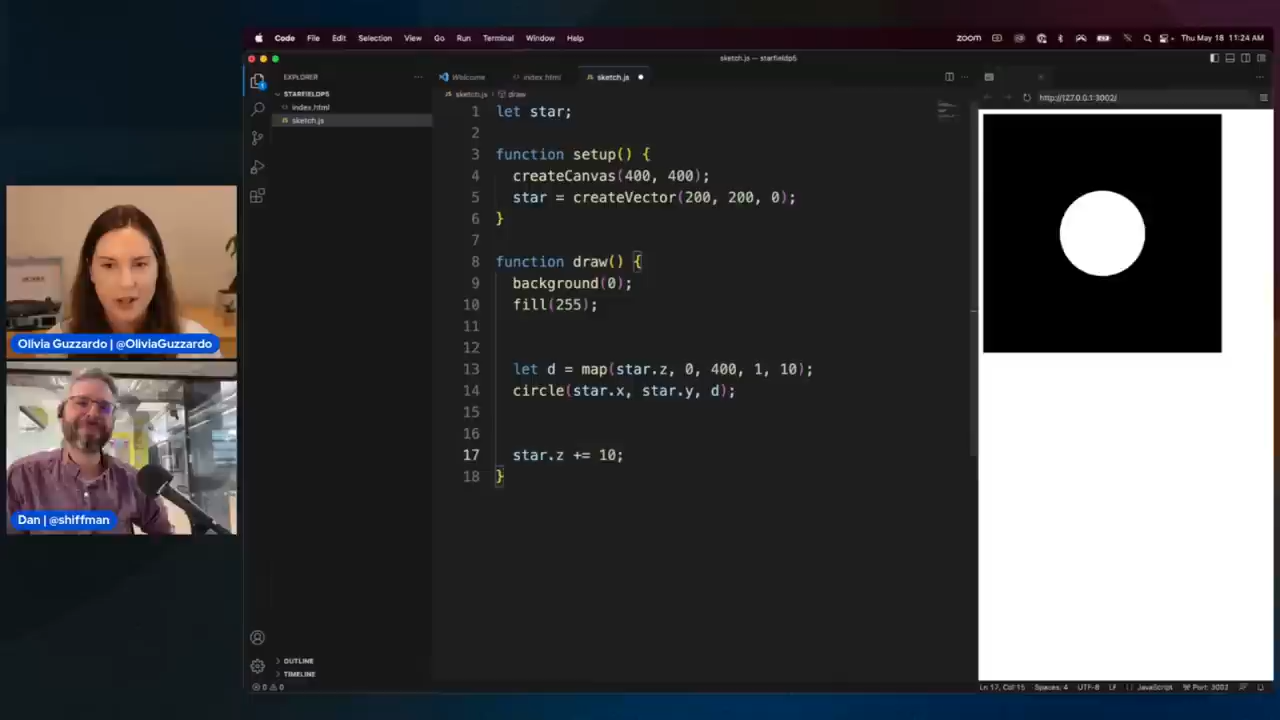 Code File Edit Selection View Go Run Terminal Window Help
zoom
Thu May 18 11:24 AM
sketch.js — starfieldp5
EXPLORER
STARFIELDP5
index.html
sketch.js
OUTLINE
TIMELINE
Welcome
index.html
sketch.js
sketch.js > draw
1 let star;
2
3 function setup() {
4 createCanvas(400, 400);
5 star = createVector(200, 200, 0);
6 }
7
8 function draw() {
9 background(0);
10 fill(255);
11
12
13 let d = map(star.z, 0, 400, 1, 10);
14 circle(star.x, star.y, d);
15
16
17 star.z += 10;
18 }
http://127.0.0.1:3002/
Olivia Guzzardo | @OliviaGuzzardo
Dan | @shiffman
0 0
Ln 17, Col 15 Spaces: 4 UTF-8 LF {} JavaScript Port: 3002